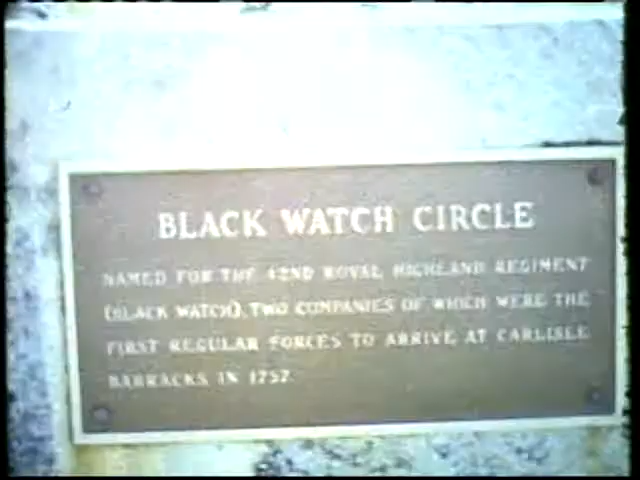 BLACK WATCH CIRCLE
NAMED FOR THE 42ND ROYAL HIGHLAND REGIMENT
(BLACK WATCH), TWO COMPANIES OF WHICH WERE THE
FIRST REGULAR FORCES TO ARRIVE AT CARLISLE
BARRACKS IN 1757.